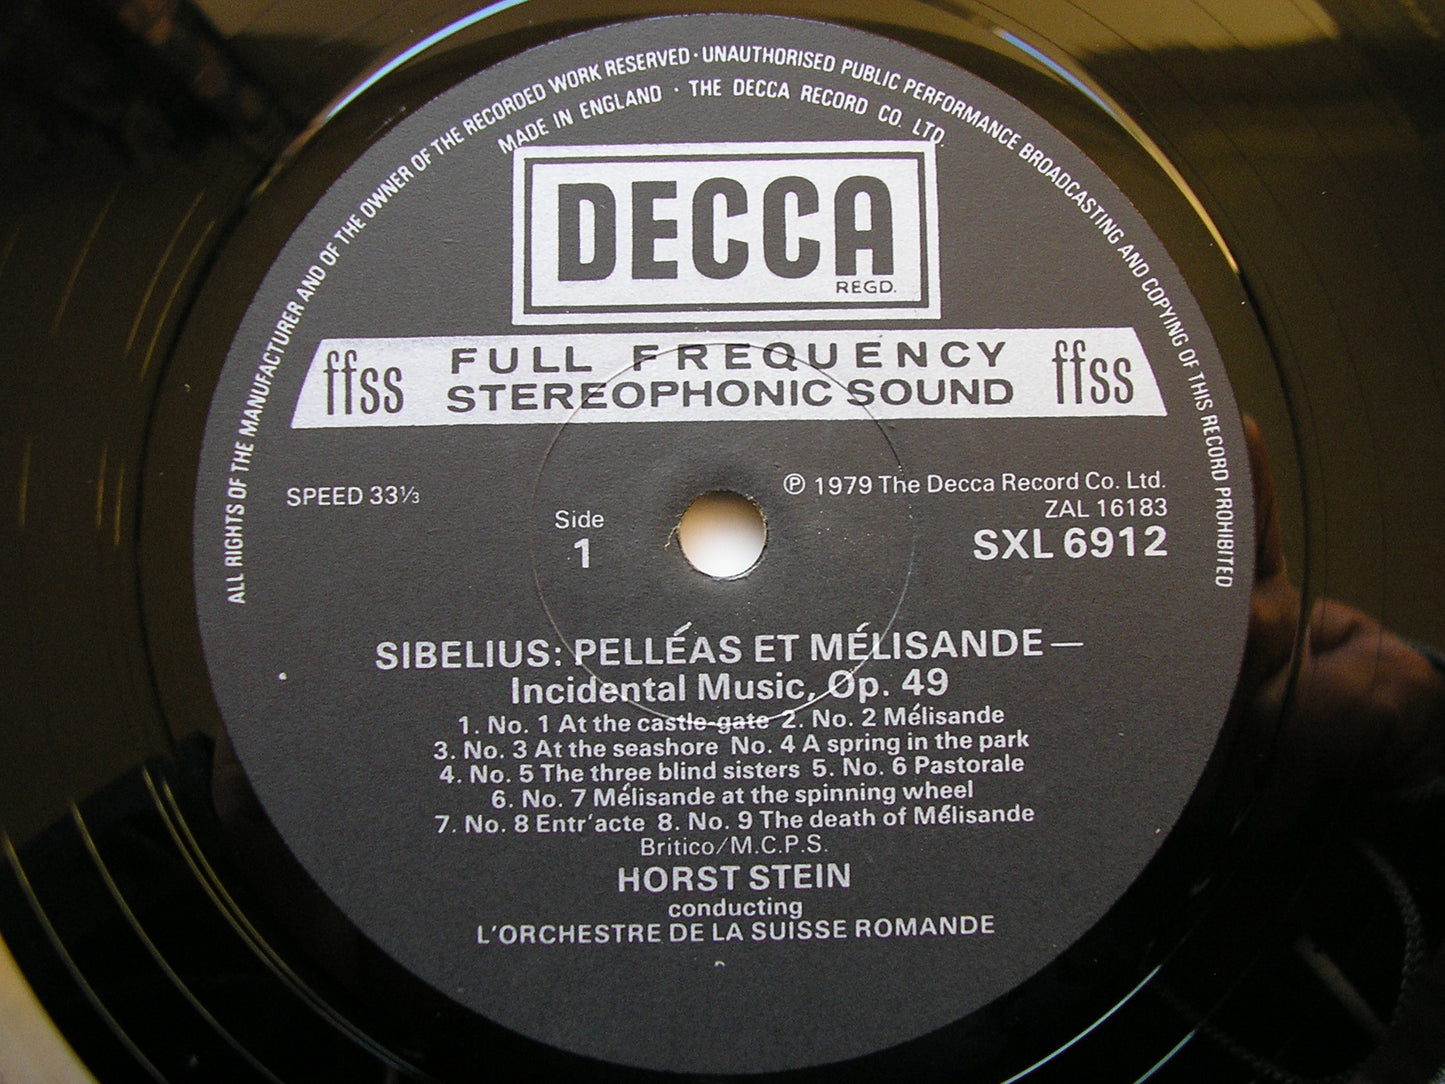 ALL RIGHTS OF THE MANUFACTURER AND OF THE OWNER OF THE RECORDED WORK RESERVED · UNAUTHORISED PUBLIC PERFORMANCE BROADCASTING AND COPYING OF THIS RECORD PROHIBITED
MADE IN ENGLAND · THE DECCA RECORD CO. LTD.
DECCA
REGD.
ffss FULL FREQUENCY STEREOPHONIC SOUND ffss
SPEED 33⅓
Side
1
℗ 1979 The Decca Record Co. Ltd.
ZAL 16183
SXL 6912
SIBELIUS: PELLÉAS ET MÉLISANDE —
Incidental Music, Op. 49
1. No. 1 At the castle-gate 2. No. 2 Mélisande
3. No. 3 At the seashore No. 4 A spring in the park
4. No. 5 The three blind sisters 5. No. 6 Pastorale
6. No. 7 Mélisande at the spinning wheel
7. No. 8 Entr'acte 8. No. 9 The death of Mélisande
Britico/M.C.P.S.
HORST STEIN
conducting
L'ORCHESTRE DE LA SUISSE ROMANDE